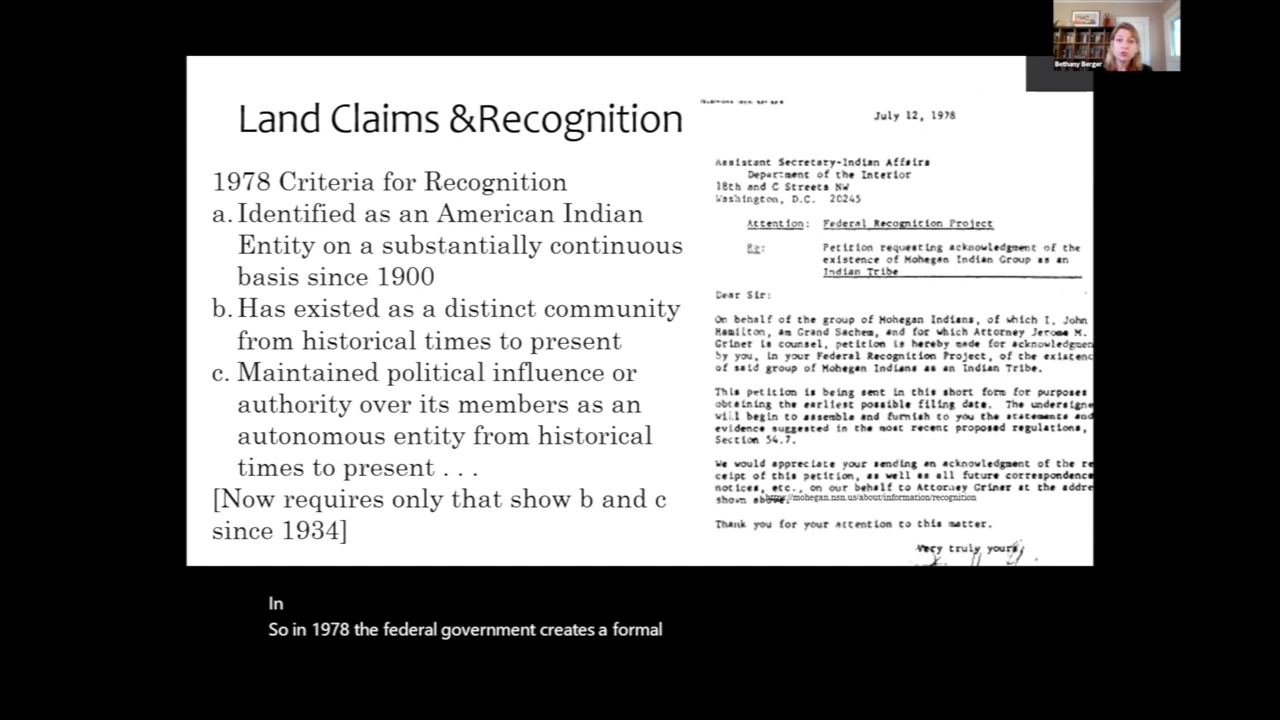 Bethany Berger
Land Claims &Recognition
1978 Criteria for Recognition
a. Identified as an American Indian
Entity on a substantially continuous
basis since 1900
b. Has existed as a distinct community
from historical times to present
c. Maintained political influence or
authority over its members as an
autonomous entity from historical
times to present . . .
[Now requires only that show b and c
since 1934]
July 12, 1978
Assistant Secretary-Indian Affairs
Department of the Interior
18th and C Streets NW
Washington, D.C. 20245
Attention: Federal Recognition Project
Re: Petition requesting acknowledgment of the
existence of Mohegan Indian Group as an
Indian Tribe
Dear Sir:
On behalf of the group of Mohegan Indians, of which I, John
Hamilton, am Grand Sachem, and for which Attorney Jerome M.
Griner is counsel, petition is hereby made for acknowledgmen
by you, in your Federal Recognition Project, of the existenc
of said group of Mohegan Indians as an Indian Tribe.
This petition is being sent in this short form for purposes
obtaining the earliest possible filing date. The undersigne
will begin to assemble and furnish to you the statements and
evidence suggested in the most recent proposed regulations,
Section 54.7.
We would appreciate your sending an acknowledgment of the re
ceipt of this petition, as well as all future correspondence
notices, etc., on our behalf to Attorney Griner at the addre
shown above.
https://mohegan.nsn.us/about/information/recognition
Thank you for your attention to this matter.
Very truly yours,
In
So in 1978 the federal government creates a formal